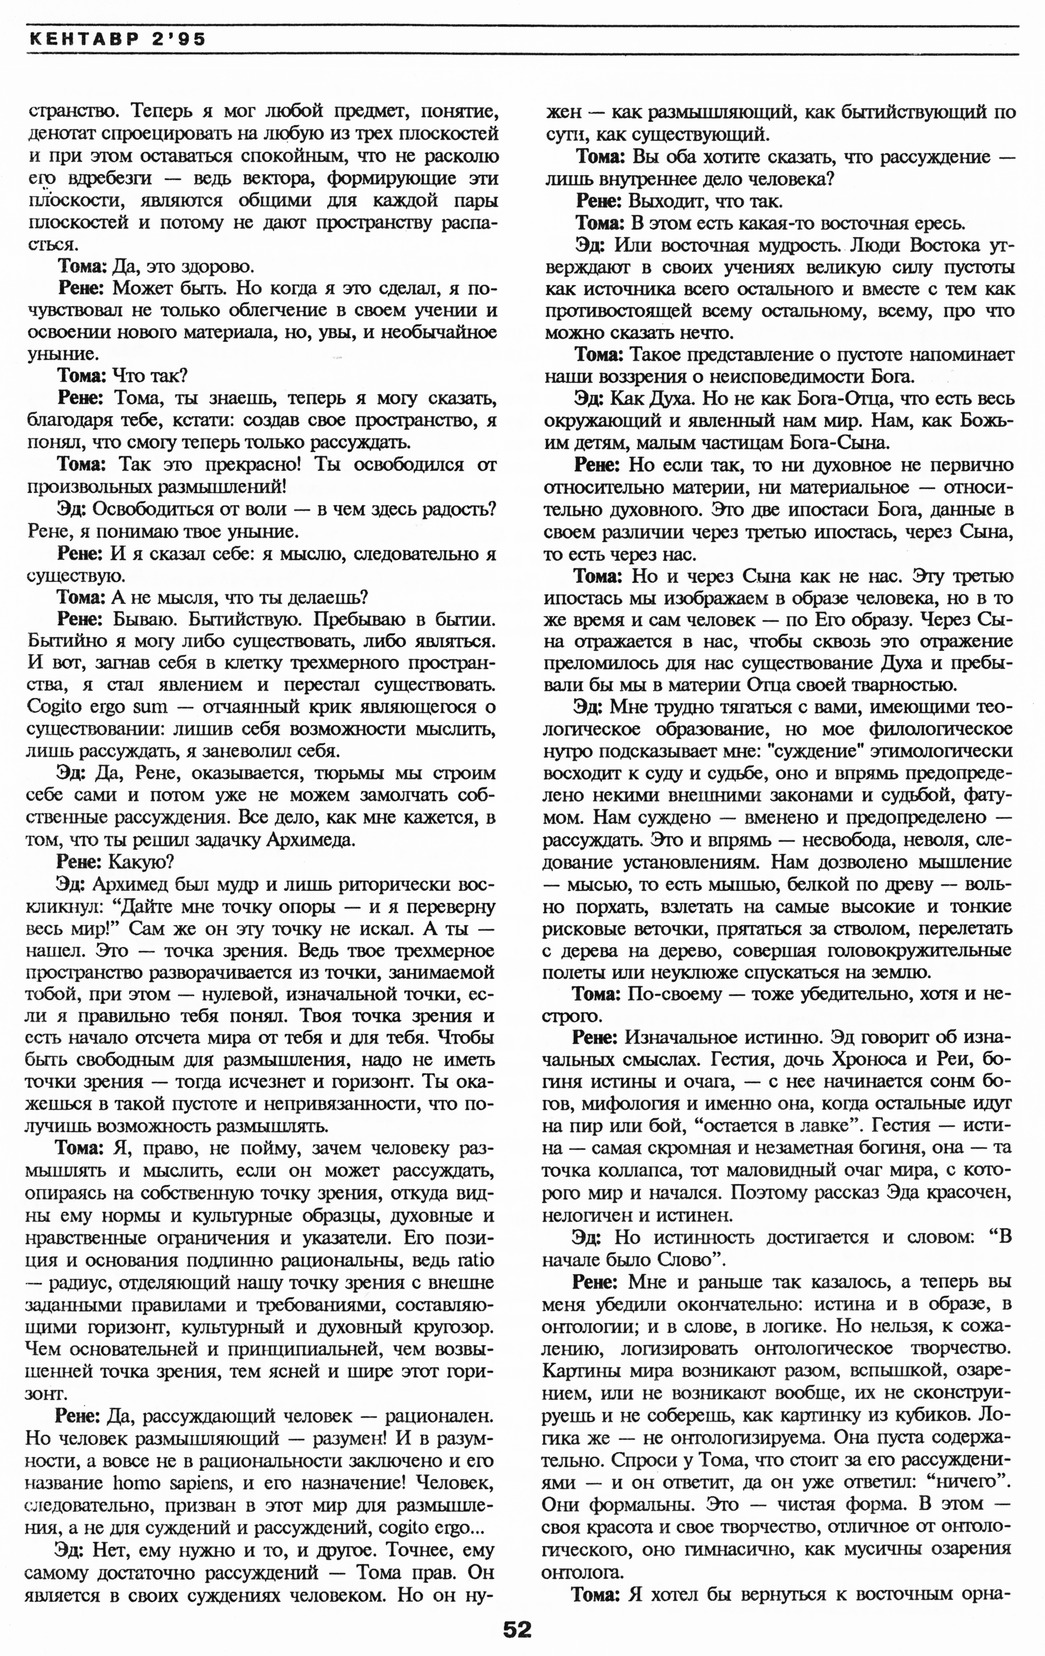 КЕНТАВР 2’95
странство. Теперь я мог любой предмет, понятие,
денотат спроецировать на любую из трех плоскостей
и при этом оставаться спокойным, что не расколю
его вдребезги — ведь вектора, формирующие эти
плоскости, являются общими для каждой пары
плоскостей и потому не дают пространству распа-
сться.
Тома: Да, это здорово.
Рене: Может быть. Но когда я это сделал, я по-
чувствовал не только облегчение в своем учении и
освоении нового материала, но, увы, и необычайное
уныние.
Тома: Что так?
Рене: Тома, ты знаешь, теперь я могу сказать,
благодаря тебе, кстати: создав свое пространство, я
понял, что смогу теперь только рассуждать.
Тома: Так это прекрасно! Ты освободился от
произвольных размышлений!
Эд: Освободиться от воли — в чем здесь радость?
Рене, я понимаю твое уныние.
Рене: И я сказал себе: я мыслю, следовательно я
существую.
Тома: А не мысля, что ты делаешь?
Рене: Бываю. Бытийствую. Пребываю в бытии.
Бытийно я могу либо существовать, либо являться.
И вот, загнав себя в клетку трехмерного простран-
ства, я стал явлением и перестал существовать.
Cogito ergo sum — отчаянный крик являющегося о
существовании: лишив себя возможности мыслить,
лишь рассуждать, я заневолил себя.
Эд: Да, Рене, оказывается, тюрьмы мы строим
себе сами и потом уже не можем замолчать соб-
ственные рассуждения. Все дело, как мне кажется, в
том, что ты решил задачку Архимеда.
Рене: Какую?
Эд: Архимед был мудр и лишь риторически вос-
кликнул: “Дайте мне точку опоры — и я переверну
весь мир!” Сам же он эту точку не искал. А ты —
нашел. Это — точка зрения. Ведь твое трехмерное
пространство разворачивается из точки, занимаемой
тобой, при этом — нулевой, изначальной точки, ес-
ли я правильно тебя понял. Твоя точка зрения и
есть начало отсчета мира от тебя и для тебя. Чтобы
быть свободным для размышления, надо не иметь
точки зрения — тогда исчезнет и горизонт. Ты ока-
жешься в такой пустоте и непривязанности, что по-
лучишь возможность размышлять.
Тома: Я, право, не пойму, зачем человеку раз-
мышлять и мыслить, если он может рассуждать,
опираясь на собственную точку зрения, откуда вид-
ны ему нормы и культурные образцы, духовные и
нравственные ограничения и указатели. Его пози-
ция и основания подлинно рациональны, ведь ratio
— радиус, отделяющий нашу точку зрения с внешне
заданными правилами и требованиями, составляю-
щими горизонт, культурный и духовный кругозор.
Чем основательней и принципиальней, чем возвы-
шенней точка зрения, тем ясней и шире этот гори-
зонт.
Рене: Да, рассуждающий человек — рационален.
Но человек размышляющий — разумен! И в разум-
ности, а вовсе не в рациональности заключено и его
название homo sapiens, и его назначение! Человек,
следовательно, призван в этот мир для размышле-
ния, а не для суждений и рассуждений, cogito ergo...
Эд: Нет, ему нужно и то, и другое. Точнее, ему
самому достаточно рассуждений — Тома прав. Он
является в своих суждениях человеком. Но он ну-
жен — как размышляющий, как бытийствующий по
сути, как существующий.
Тома: Вы оба хотите сказать, что рассуждение —
лишь внутреннее дело человека?
Рене: Выходит, что так.
Тома: В этом есть какая-то восточная ересь.
Эд: Или восточная мудрость. Люди Востока ут-
верждают в своих учениях великую силу пустоты
как источника всего остального и вместе с тем как
противостоящей всему остальному, всему, про что
можно сказать нечто.
Тома: Такое представление о пустоте напоминает
наши воззрения о неисповедимости Бога.
Эд: Как Духа. Но не как Бога-Отца, что есть весь
окружающий и явленный нам мир. Нам, как Божь-
им детям, малым частицам Бога-Сына.
Рене: Но если так, то ни духовное не первично
относительно материи, ни материальное — относи-
тельно духовного. Это две ипостаси Бога, данные в
своем различии через третью ипостась, через Сына,
то есть через нас.
Тома: Но и через Сына как не нас. Эту третью
ипостась мы изображаем в образе человека, но в то
же время и сам человек — по Его образу. Через Сы-
на отражается в нас, чтобы сквозь это отражение
преломилось для нас существование Духа и пребы-
вали бы мы в материи Отца своей тварностью.
Эд: Мне трудно тягаться с вами, имеющими тео-
логическое образование, но мое филологическое
нутро подсказывает мне: "суждение" этимологически
восходит к суду и судьбе, оно и впрямь предопреде-
лено некими внешними законами и судьбой, фату-
мом. Нам суждено — вменено и предопределено —
рассуждать. Это и впрямь — несвобода, неволя, сле-
дование установлениям. Нам дозволено мышление
— мысью, то есть мышью, белкой по древу — воль-
но порхать, взлетать на самые высокие и тонкие
рисковые веточки, прятаться за стволом, перелетать
с дерева на дерево, совершая головокружительные
полеты или неуклюже спускаться на землю.
Тома: По-своему — тоже убедительно, хотя и не-
строго.
Рене: Изначальное истинно. Эд говорит об изна-
чальных смыслах. Гестия, дочь Хроноса и Реи, бо-
гиня истины и очага, — с нее начинается сонм бо-
гов, мифология и именно она, когда остальные идут
на пир или бой, “остается в лавке”. Гестия — исти-
на — самая скромная и незаметная богиня, она — та
точка коллапса, тот маловидный очаг мира, с кото-
рого мир и начался. Поэтому рассказ Эда красочен,
нелогичен и истинен.
Эд: Но истинность достигается и словом: “В
начале было Слово”.
Рене: Мне и раньше так казалось, а теперь вы
меня убедили окончательно: истина и в образе, в
онтологии; и в слове, в логике. Но нельзя, к сожа-
лению, логизировать онтологическое творчество.
Картины мира возникают разом, вспышкой, озаре-
нием, или не возникают вообще, их не сконструи-
руешь и не соберешь, как картинку из кубиков. Ло-
гика же — не онтологизируема. Она пуста содержа-
тельно. Спроси у Тома, что стоит за его рассуждени-
ями — и он ответит, да он уже ответил: “ничего”.
Они формальны. Это — чистая форма. В этом —
своя красота и свое творчество, отличное от онтоло-
гического, оно гимнасично, как мусичны озарения
онтолога.
Тома: Я хотел бы вернуться к восточным орна-
52